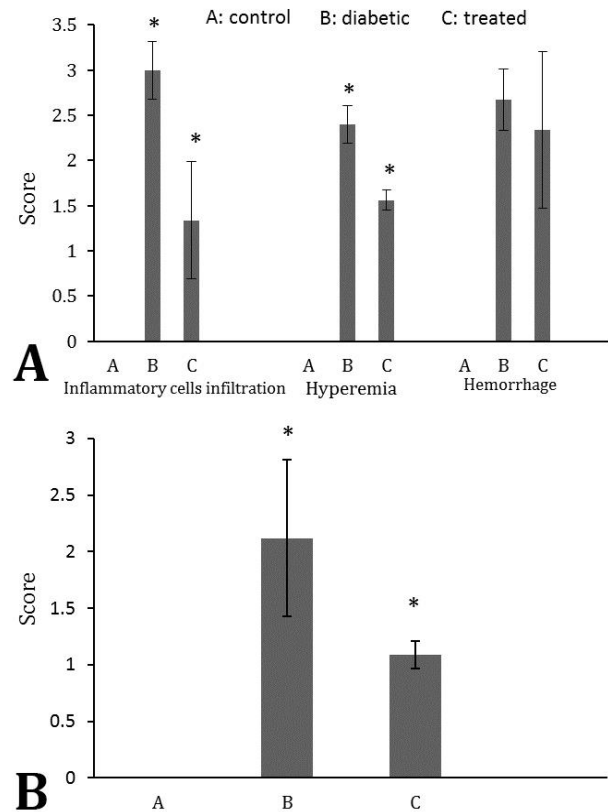 A: control B: diabetic C: treated
3.5
3
2.5
2
1.5
1
0.5
0
Score
* * * *
A B C A B C A B C
Inflammatory cells infiltration Hyperemia Hemorrhage
A
3
2.5
2
1.5
1
0.5
0
Score
* *
A B C
B